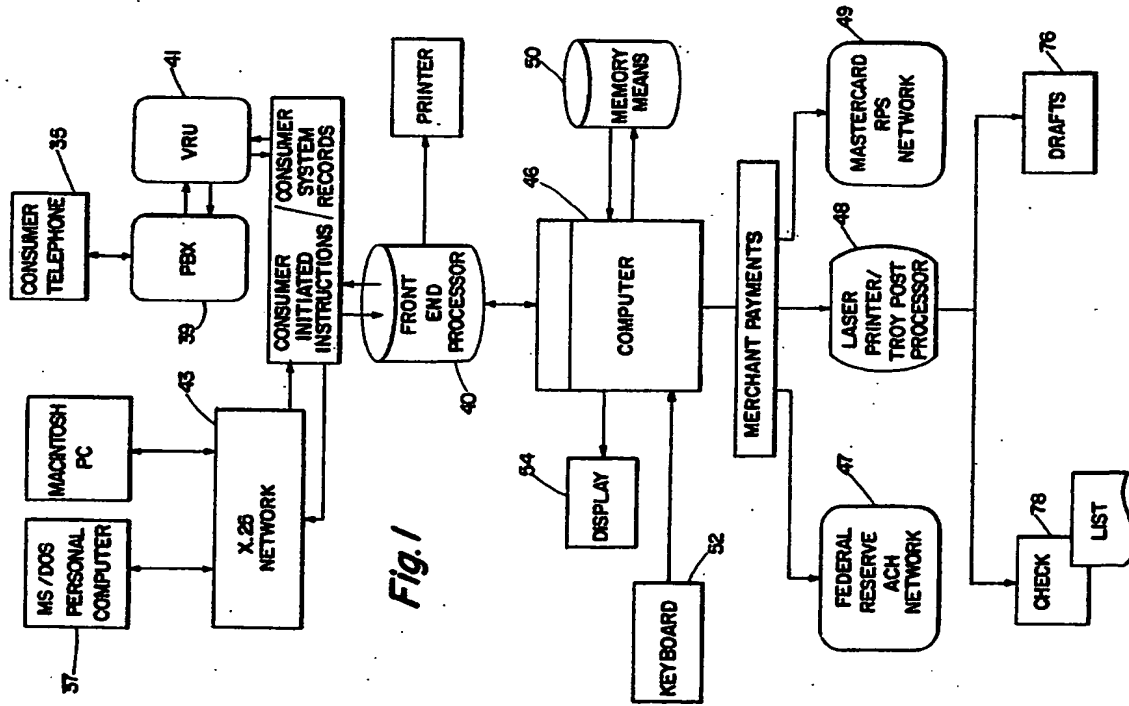 MS/DOS
PERSONAL
COMPUTER
37
MACINTOSH
PC
43
X.25
NETWORK
CONSUMER
TELEPHONE
35
PBX
39
VRU
41
CONSUMER
INITIATED
INSTRUCTIONS
/ CONSUMER
/ SYSTEM
/ RECORDS
FRONT
END
PROCESSOR
40
PRINTER
Fig. 1
DISPLAY
54
KEYBOARD
52
COMPUTER
46
MEMORY
MEANS
50
MERCHANT PAYMENTS
FEDERAL
RESERVE
ACH
NETWORK
47
LASER
PRINTER/
TROY POST
PROCESSOR
48
MASTERCARD
RPS
NETWORK
49
CHECK
78
LIST
DRAFTS
76